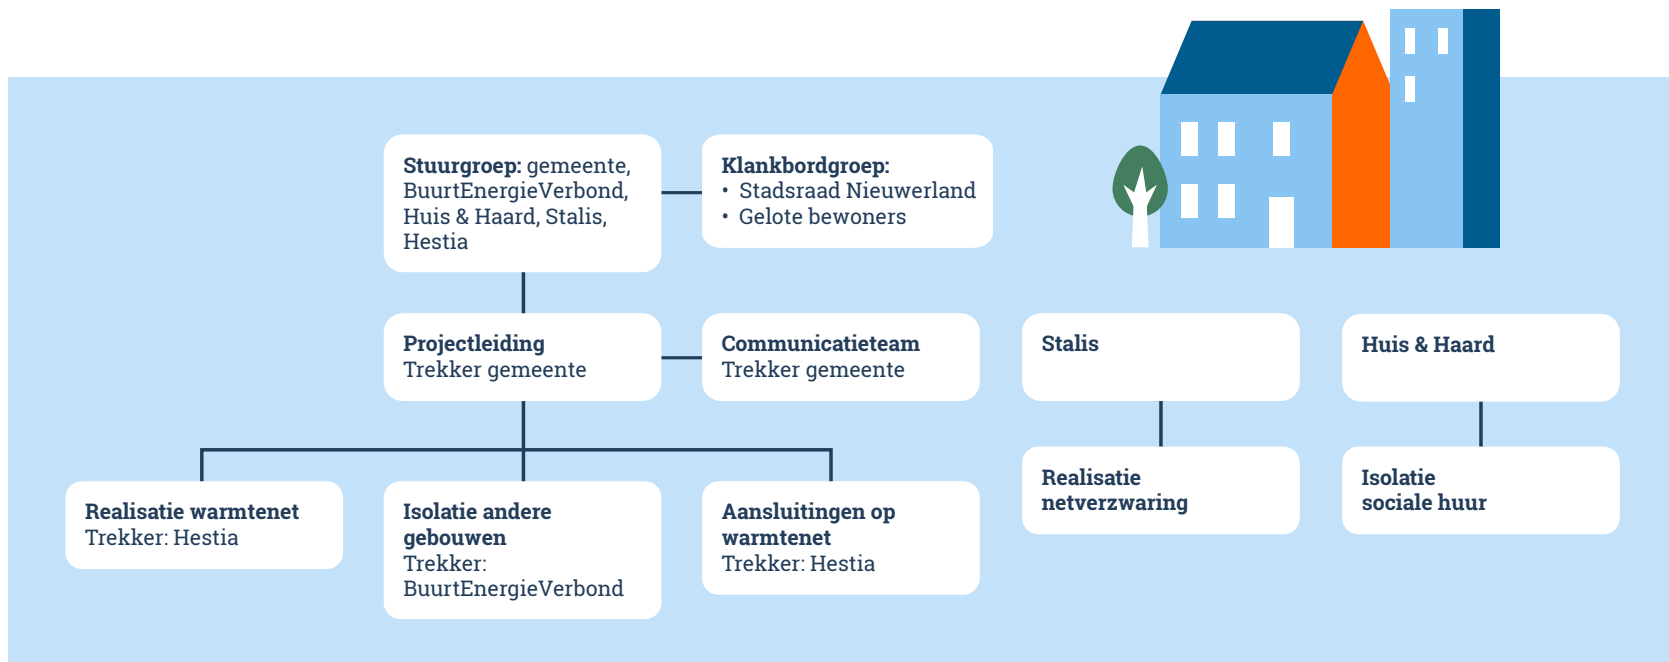 Stuurgroep: gemeente,
BuurtEnergieVerbond,
Huis & Haard, Stalis,
Hestia
Klankbordgroep:
• Stadsraad Nieuwerland
• Gelote bewoners
Projectleiding
Trekker gemeente
Communicatieteam
Trekker gemeente
Stalis
Huis & Haard
Realisatie warmtenet
Trekker: Hestia
Isolatie andere
gebouwen
Trekker:
BuurtEnergieVerbond
Aansluitingen op
warmtenet
Trekker: Hestia
Realisatie
netverzwaring
Isolatie
sociale huur